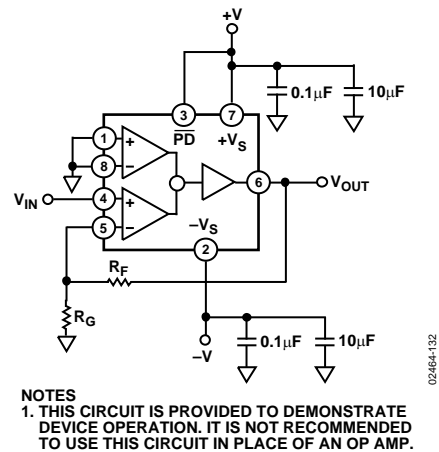 +V
0.1μF
10μF
3
7
PD
+VS
1
+
8
–
VIN
4
+
6
VOUT
5
–
–VS
2
RF
RG
–V
0.1μF
10μF
02464-132
NOTES
1. THIS CIRCUIT IS PROVIDED TO DEMONSTRATE
DEVICE OPERATION. IT IS NOT RECOMMENDED
TO USE THIS CIRCUIT IN PLACE OF AN OP AMP.